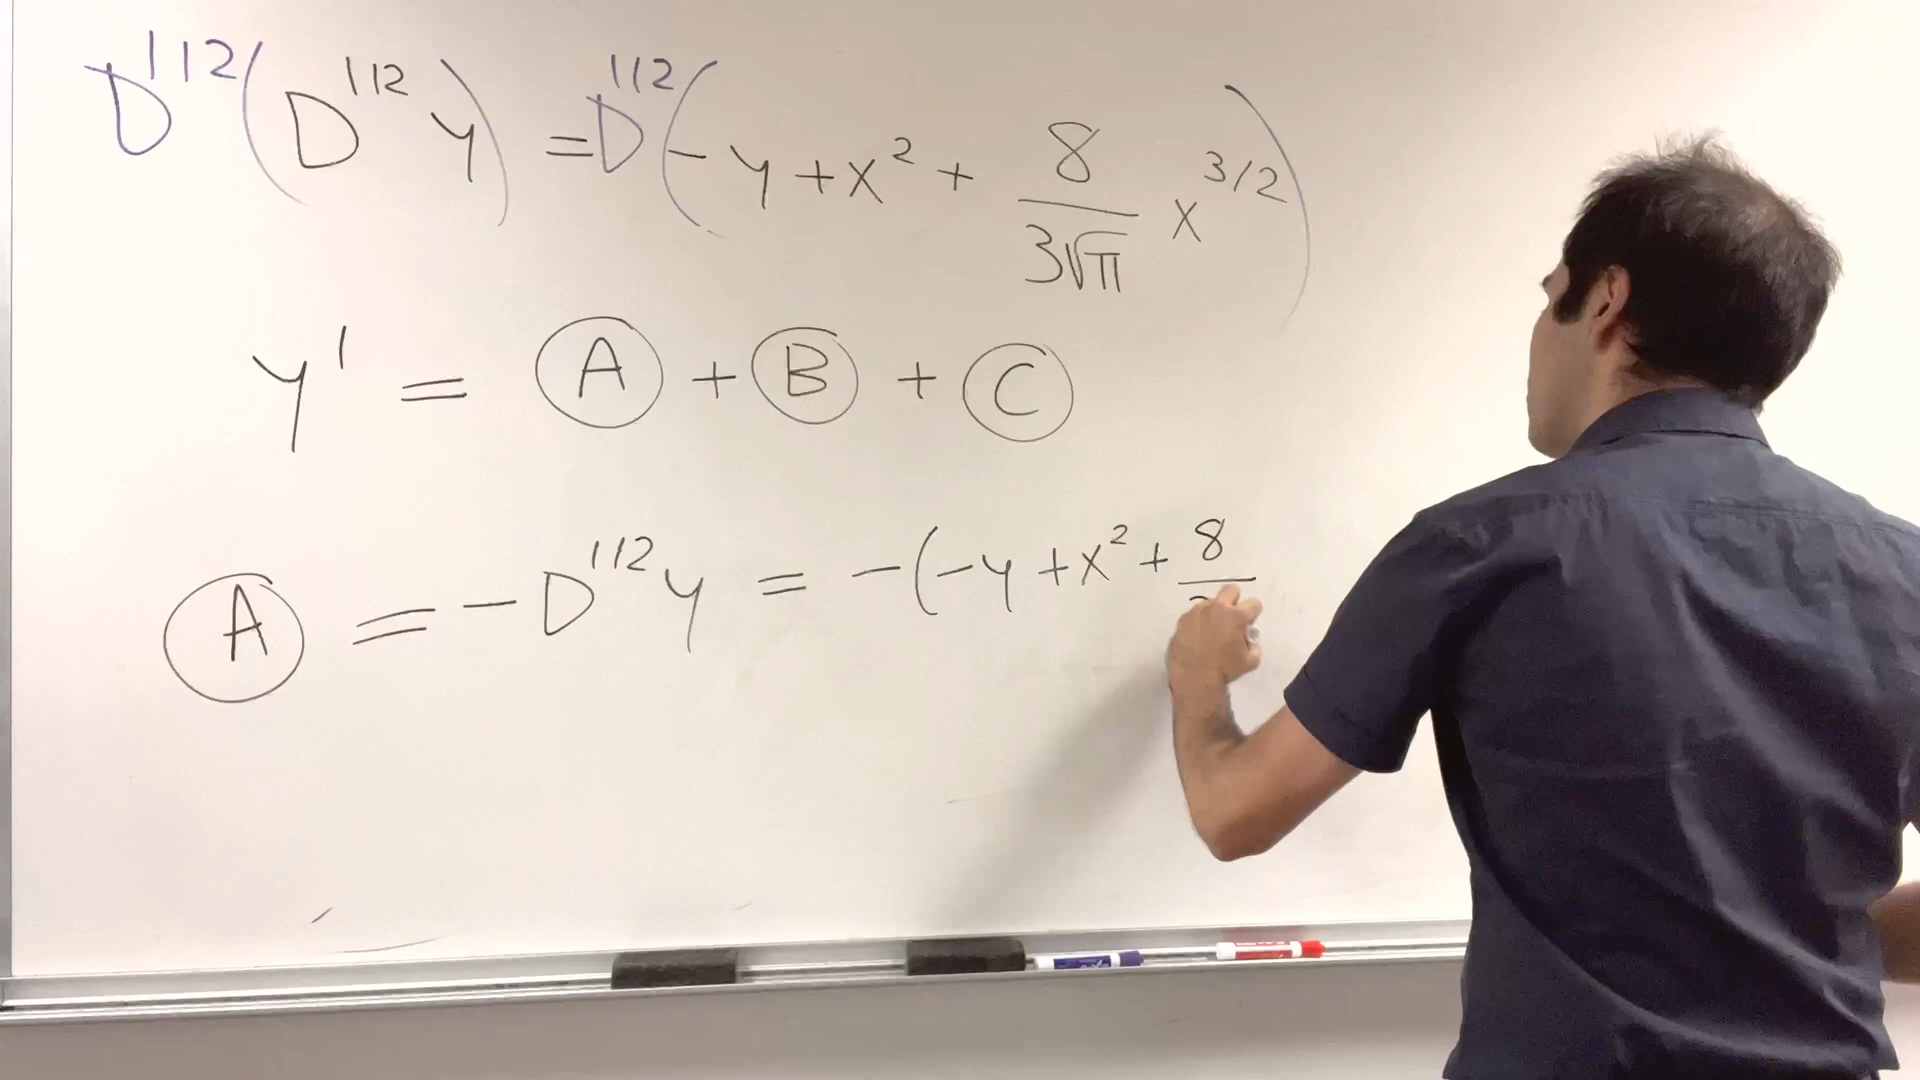 D^1/2(D^1/2 y) = D^1/2(-y + x^2 + 8/(3√π) x^3/2)
y' = A + B + C
A = -D^1/2 y = -(-y + x^2 + 8